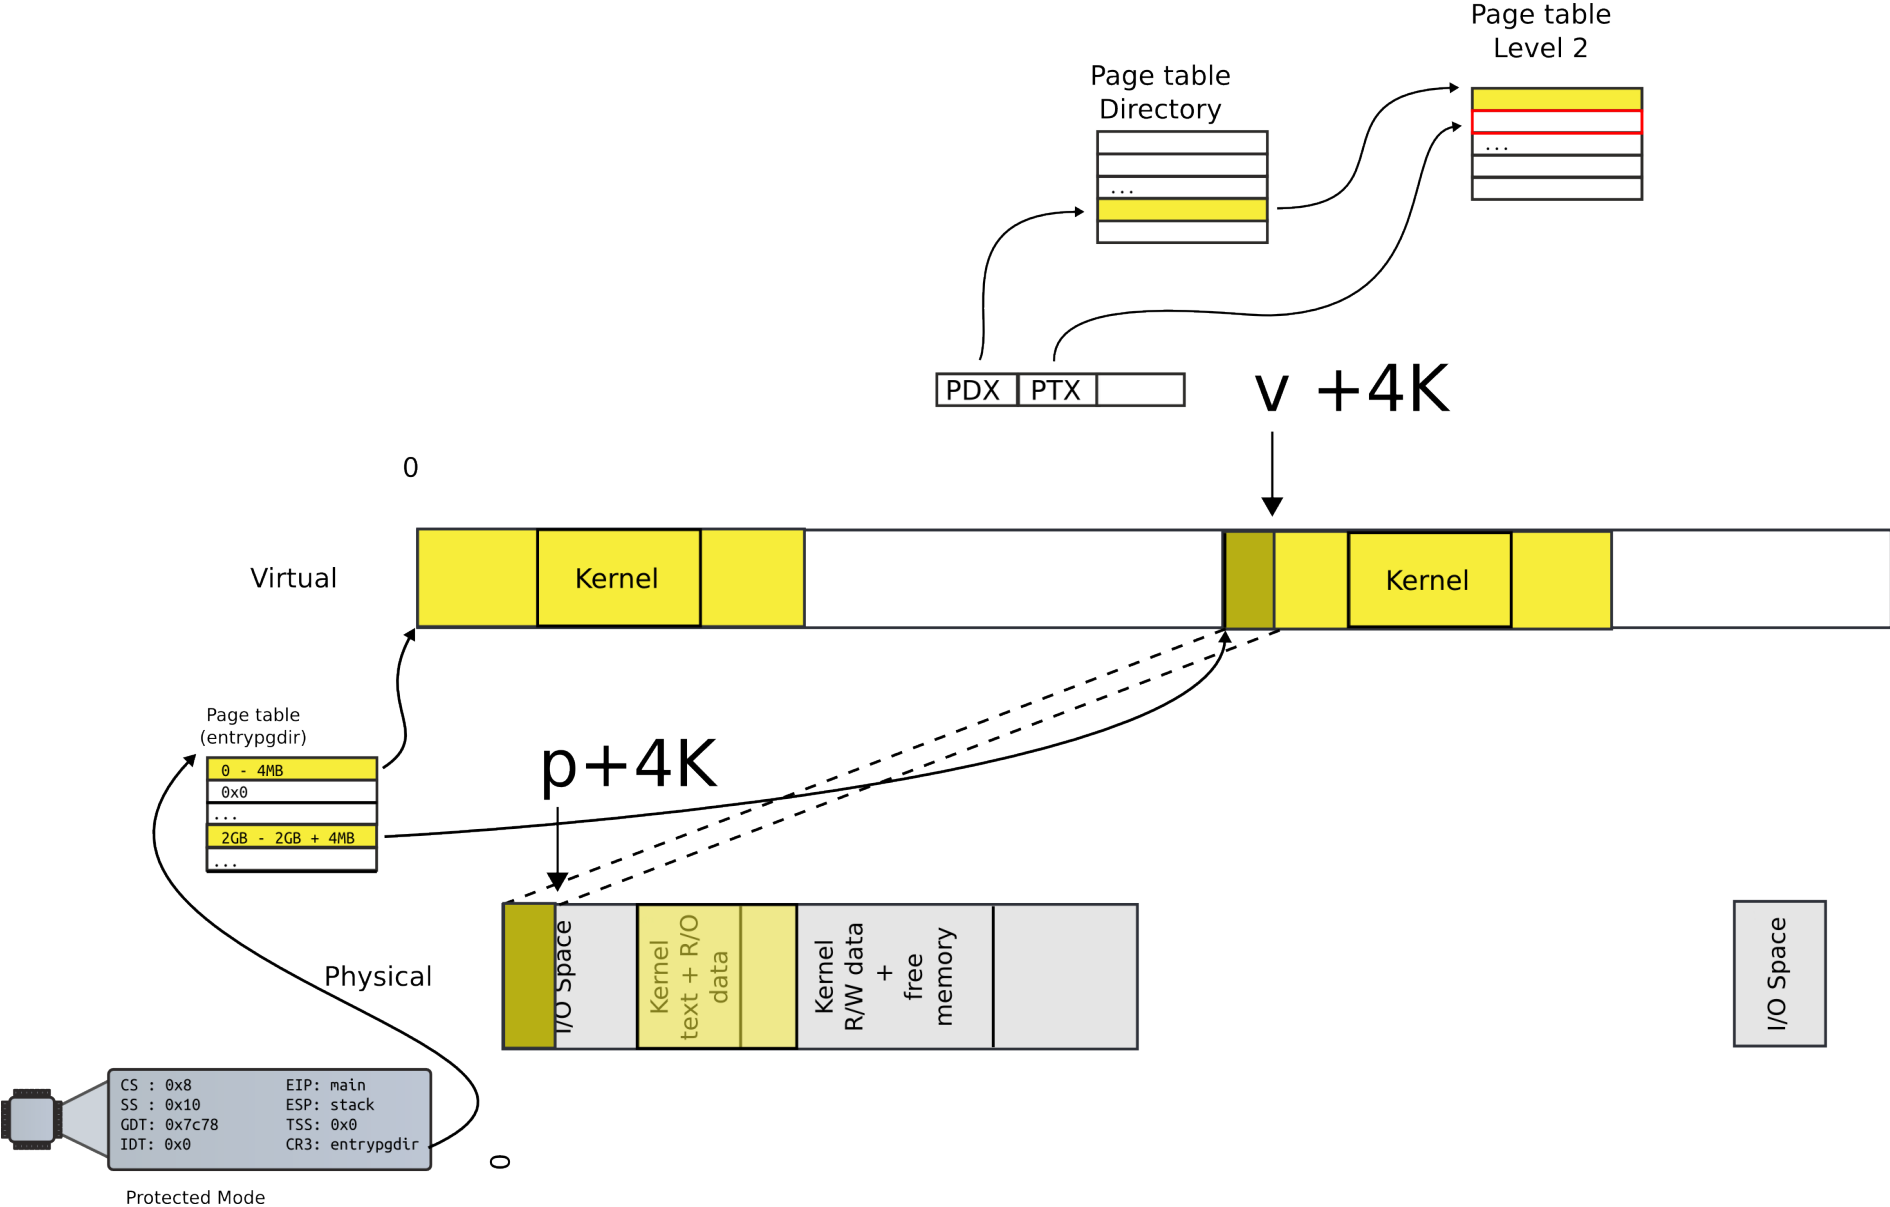 Page table
Level 2
Page table
Directory
...
...
PDX PTX
v +4K
0
Virtual
Kernel
Kernel
Page table
(entrypgdir)
0 - 4MB
0x0
...
2GB - 2GB + 4MB
...
p+4K
Physical
I/O Space
Kernel
text + R/O
data
Kernel
R/W data
+
free
memory
I/O Space
CS : 0x8
SS : 0x10
GDT: 0x7c78
IDT: 0x0
EIP: main
ESP: stack
TSS: 0x0
CR3: entrypgdir
0
Protected Mode